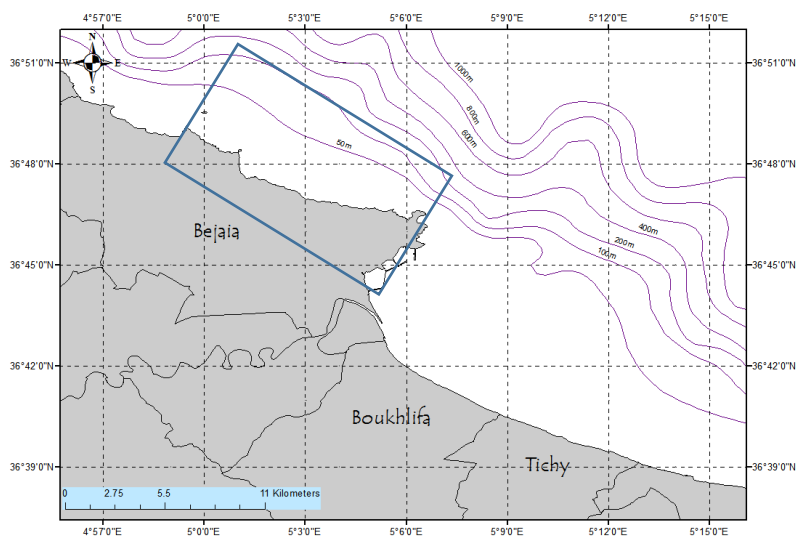 4°57'0"E 5°0'0"E 5°3'0"E 5°6'0"E 5°9'0"E 5°12'0"E 5°15'0"E
N
W E
S
36°51'0"N 36°51'0"N
1000m
800m
600m
50m
36°48'0"N 36°48'0"N
Bejaia
400m
200m
100m
36°45'0"N 36°45'0"N
36°42'0"N 36°42'0"N
Boukhlifa
Tichy
36°39'0"N 36°39'0"N
0 2.75 5.5 11 Kilometers
4°57'0"E 5°0'0"E 5°3'0"E 5°6'0"E 5°9'0"E 5°12'0"E 5°15'0"E